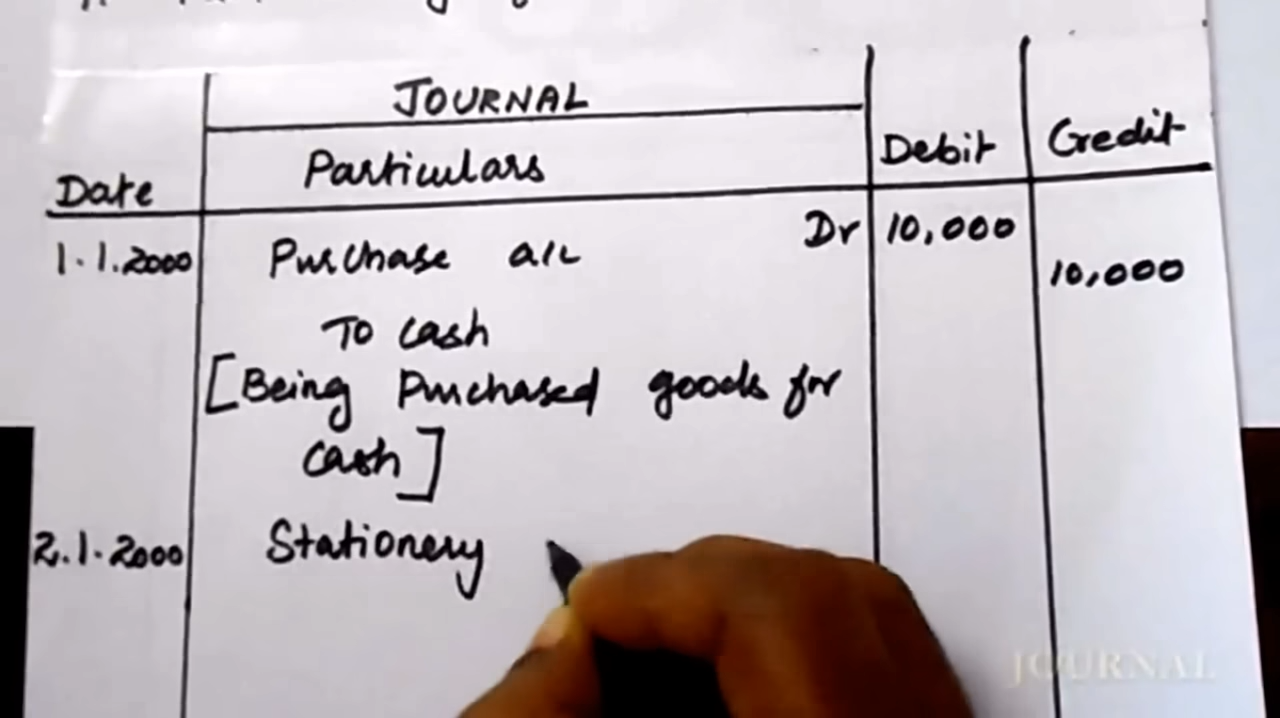 JOURNAL
Date Particulars Debit Credit
1.1.2000 Purchase a/c Dr 10,000
10,000
To cash
[Being Purchased goods for
cash]
2.1.2000 Stationery
JOURNAL